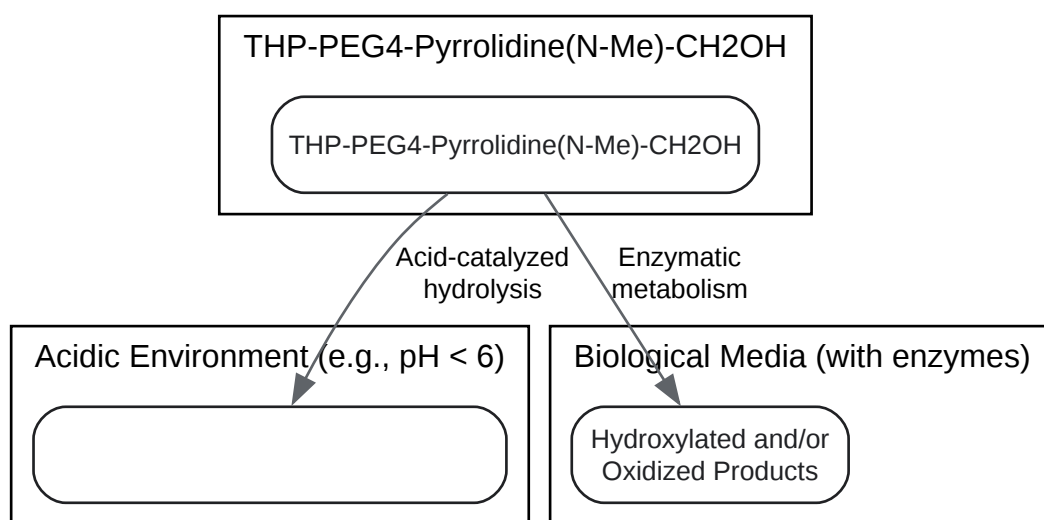 THP-PEG4-Pyrrolidine(N-Me)-CH2OH
THP-PEG4-Pyrrolidine(N-Me)-CH2OH
Acid-catalyzed
hydrolysis
Enzymatic
metabolism
Acidic Environment (e.g., pH < 6)
Biological Media (with enzymes)
Hydroxylated and/or
Oxidized Products